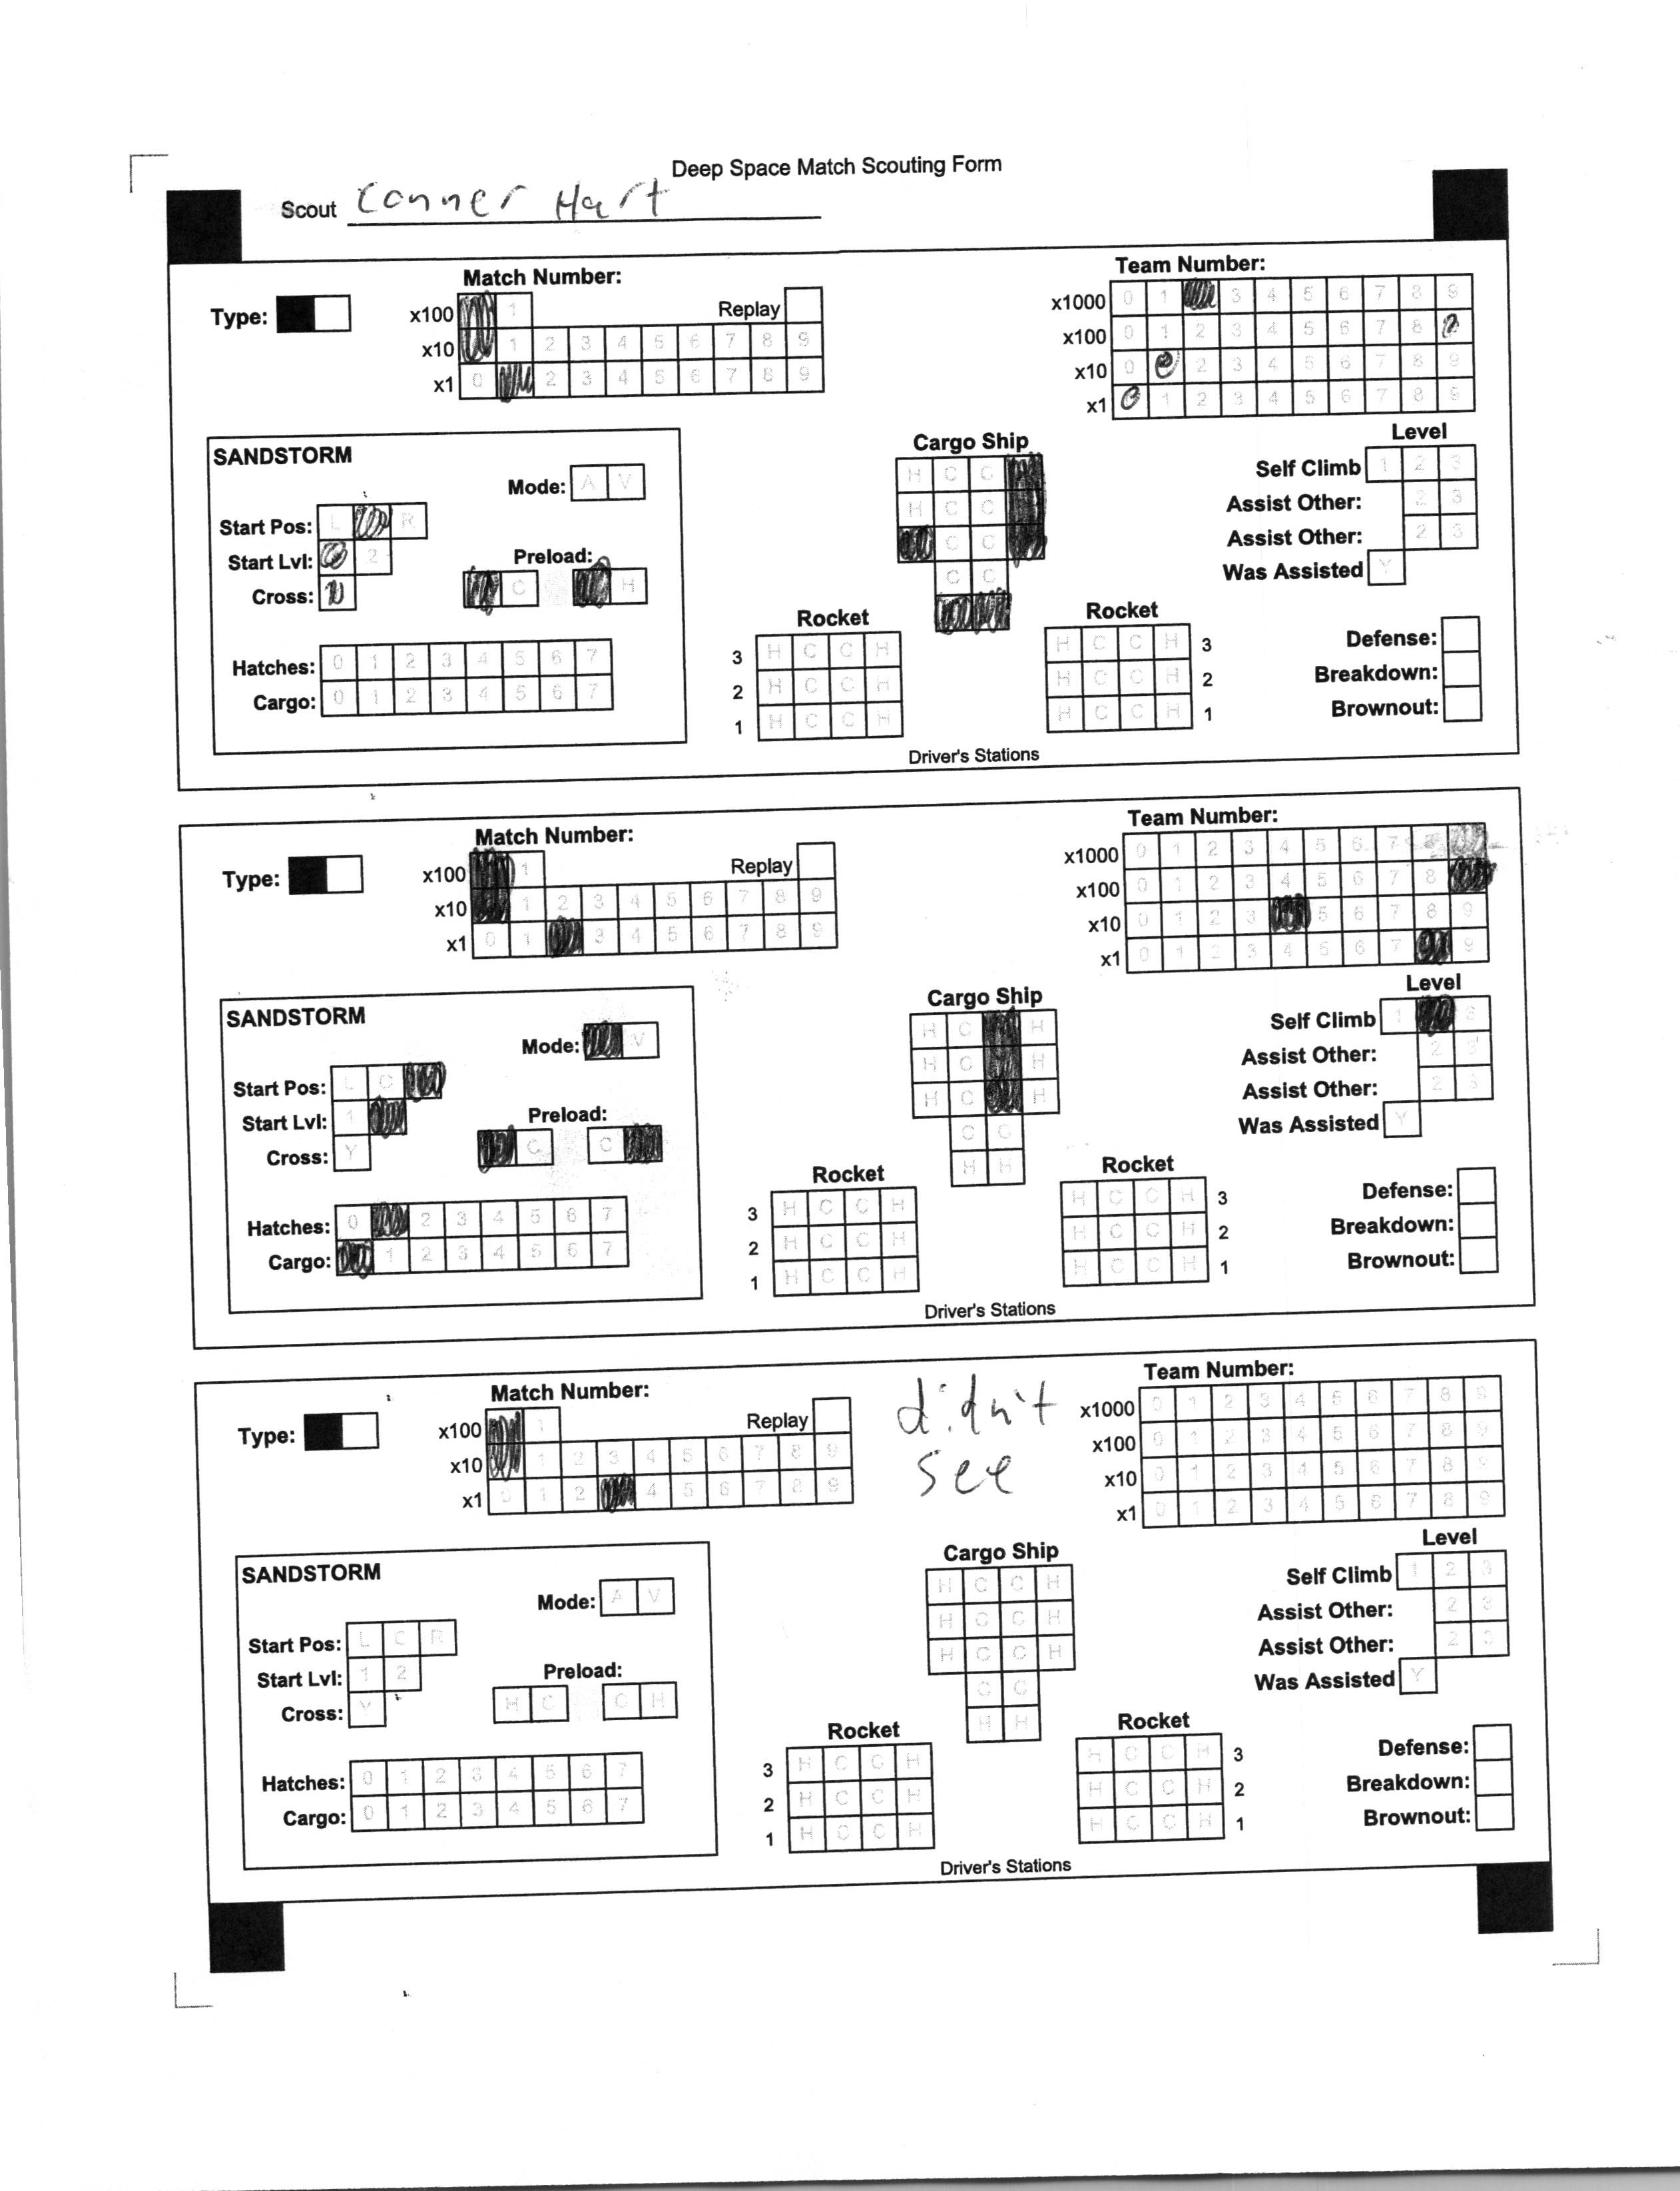 Deep Space Match Scouting Form
Scout Conner Hart
Match Number:
Team Number:
Type:
x100 1 Replay
x10 1 2 3 4 5 6 7 8 9
x1 0 2 3 4 5 6 7 8 9
x1000 0 1 3 4 5 6 7 8 9
x100 0 1 2 3 4 5 6 7 8
x10 0 2 3 4 5 6 7 8 9
x1 1 2 3 4 5 6 7 8 9
SANDSTORM
Mode: A V
Start Pos: L R
Start Lvl: 2
Cross:
Preload:
C H
Hatches: 0 1 2 3 4 5 6 7
Cargo: 0 1 2 3 4 5 6 7
Cargo Ship
H C C
H C C
C C
C C
Rocket
3 H C C H
2 H C C H
1 H C C H
Rocket
H C C H 3
H C C H 2
H C C H 1
Driver's Stations
Level
Self Climb 1 2 3
Assist Other: 2 3
Assist Other: 2 3
Was Assisted Y
Defense:
Breakdown:
Brownout:
Match Number:
Team Number:
Type:
x100 1 Replay
x10 1 2 3 4 5 6 7 8 9
x1 0 1 3 4 5 6 7 8 9
x1000 0 1 2 3 4 5 6 7 8
x100 0 1 2 3 4 5 6 7 8
x10 0 1 2 3 5 6 7 8 9
x1 0 1 2 3 4 5 6 7 9
SANDSTORM
Mode: V
Start Pos: L C
Start Lvl: 1
Cross: Y
Preload:
C C
Hatches: 0 2 3 4 5 6 7
Cargo: 1 2 3 4 5 6 7
Cargo Ship
H C H
H C H
H C H
C C
H H
Rocket
3 H C C H
2 H C C H
1 H C C H
Rocket
H C C H 3
H C C H 2
H C C H 1
Driver's Stations
Level
Self Climb 1 3
Assist Other: 2 3
Assist Other: 2 3
Was Assisted Y
Defense:
Breakdown:
Brownout:
Match Number:
didn't
see
Team Number:
Type:
x100 1 Replay
x10 1 2 3 4 5 6 7 8 9
x1 0 1 2 4 5 6 7 8 9
x1000 0 1 2 3 4 5 6 7 8 9
x100 0 1 2 3 4 5 6 7 8 9
x10 0 1 2 3 4 5 6 7 8 9
x1 0 1 2 3 4 5 6 7 8 9
SANDSTORM
Mode: A V
Start Pos: L C R
Start Lvl: 1 2
Cross: Y
Preload:
H C C H
Hatches: 0 1 2 3 4 5 6 7
Cargo: 0 1 2 3 4 5 6 7
Cargo Ship
H C C H
H C C H
H C C H
C C
H H
Rocket
3 H C C H
2 H C C H
1 H C C H
Rocket
H C C H 3
H C C H 2
H C C H 1
Driver's Stations
Level
Self Climb 1 2 3
Assist Other: 2 3
Assist Other: 2 3
Was Assisted Y
Defense:
Breakdown:
Brownout: